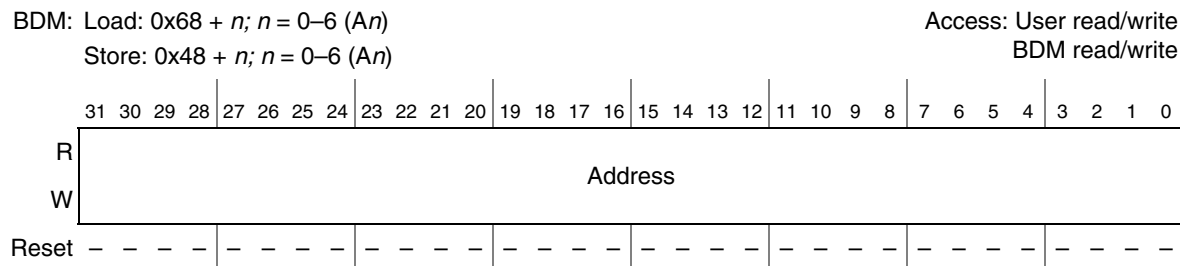 BDM: Load: 0x68 + n; n = 0–6 (An) Access: User read/write
Store: 0x48 + n; n = 0–6 (An) BDM read/write
31 30 29 28 27 26 25 24 23 22 21 20 19 18 17 16 15 14 13 12 11 10 9 8 7 6 5 4 3 2 1 0
R
Address
W
Reset – – – – – – – – – – – – – – – – – – – – – – – – – – – – – – – –